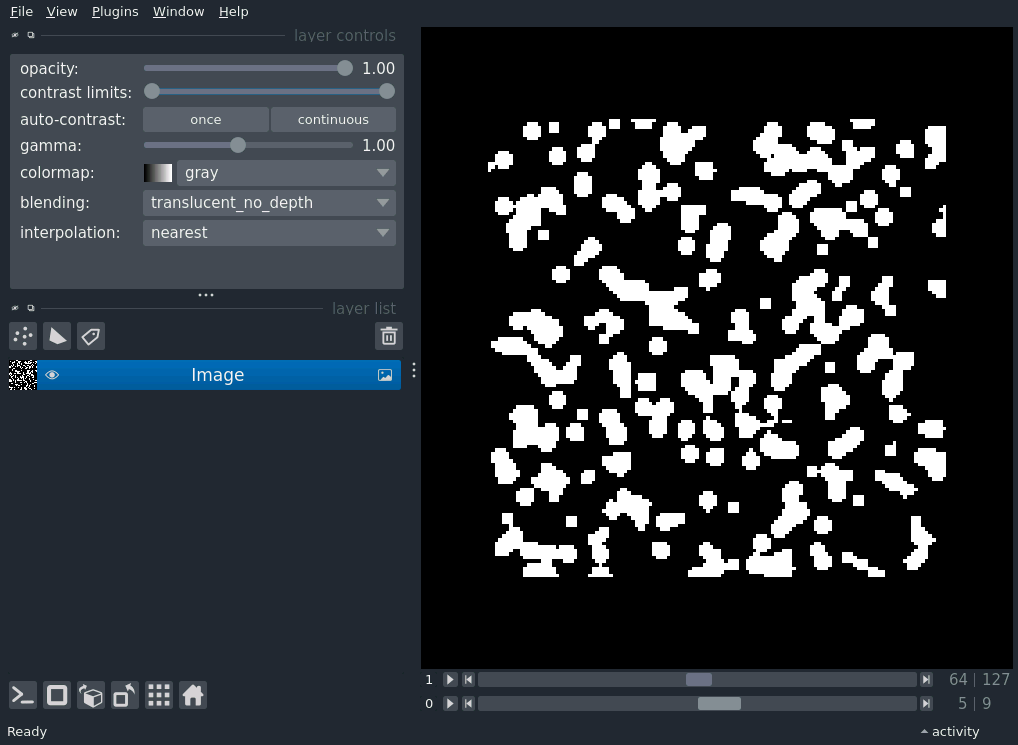 File View Plugins Window Help
layer controls
opacity: 1.00
contrast limits:
auto-contrast: once continuous
gamma: 1.00
colormap: gray
blending: translucent_no_depth
interpolation: nearest
layer list
Image
1 64 | 127
0 5 | 9
Ready activity